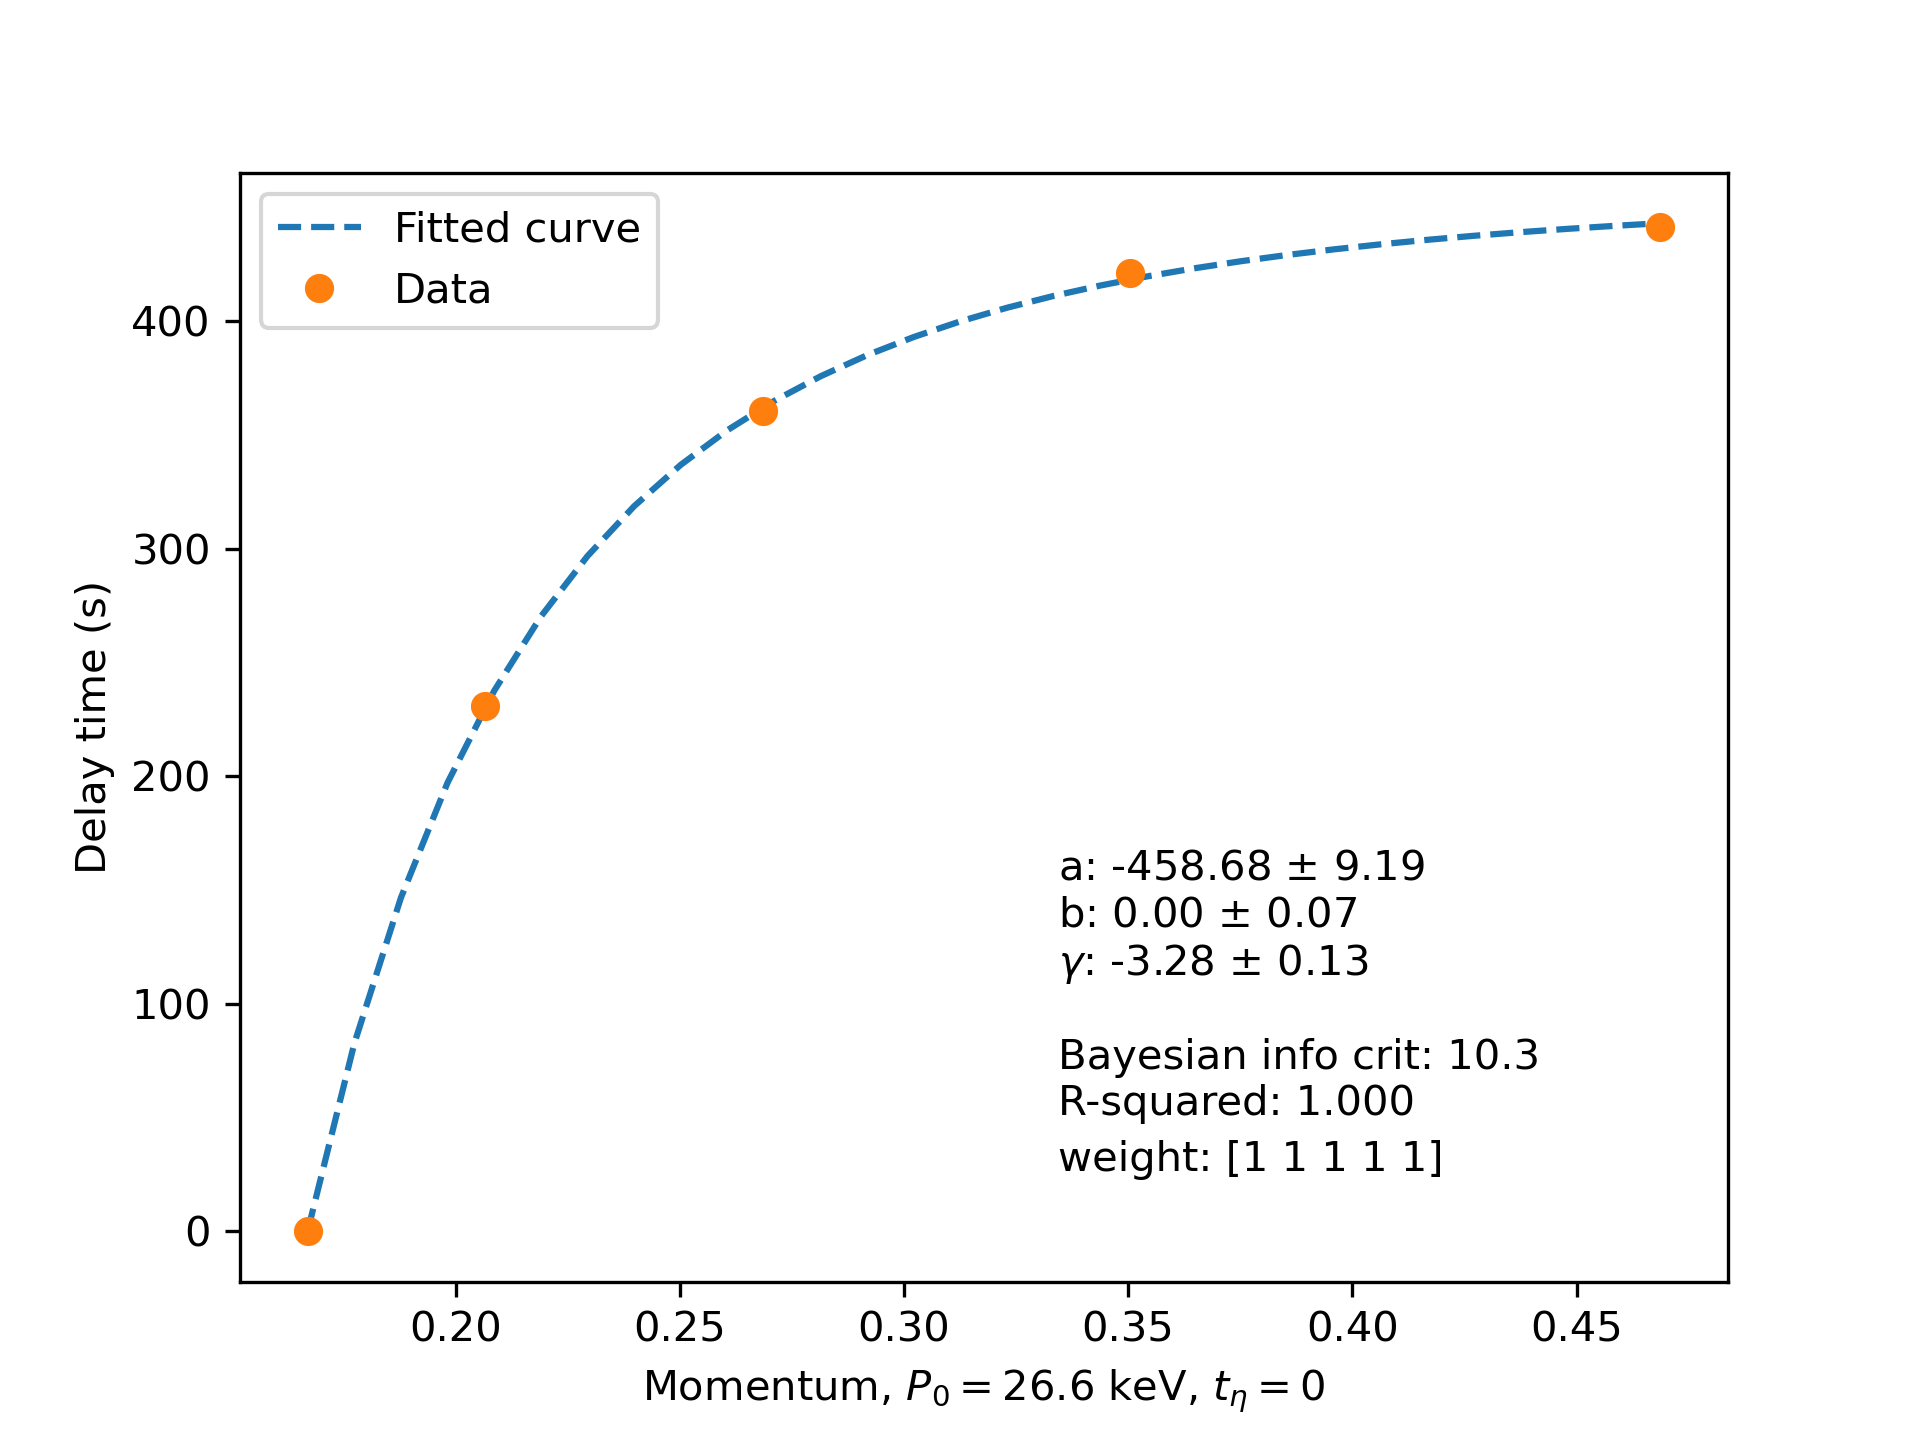 Fitted curve
Data
400
300
200
100
0
Delay time (s)
a: -458.68 ± 9.19
b: 0.00 ± 0.07
γ: -3.28 ± 0.13
Bayesian info crit: 10.3
R-squared: 1.000
weight: [1 1 1 1 1]
0.20 0.25 0.30 0.35 0.40 0.45
Momentum, P₀ = 26.6 keV, tη = 0